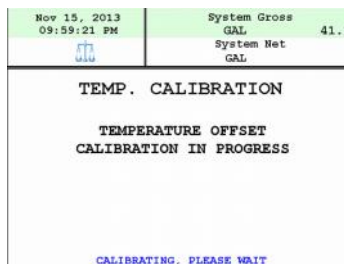 Nov 15, 2013
09:59:21 PM
System Gross
GAL 41.
System Net
GAL
TEMP. CALIBRATION
TEMPERATURE OFFSET
CALIBRATION IN PROGRESS
CALIBRATING, PLEASE WAIT